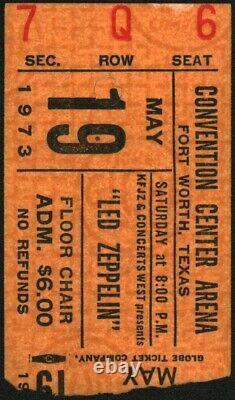 7 Q 6
SEC. ROW SEAT
CONVENTION CENTER ARENA
FORT WORTH, TEXAS
MAY
19
1973
SATURDAY at 8:00 P.M.
KFJZ & CONCERTS WEST presents
"LED ZEPPELIN"
FLOOR CHAIR
ADM. $6.00
NO REFUNDS
GLOBE TICKET COMPANY,
MAY
19